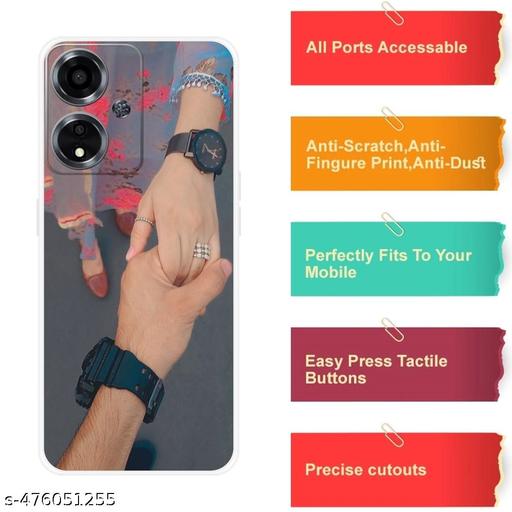 All Ports Accessable
Anti-Scratch,Anti-
Fingure Print,Anti-Dust
Perfectly Fits To Your
Mobile
Easy Press Tactile
Buttons
Precise cutouts
s-476051255